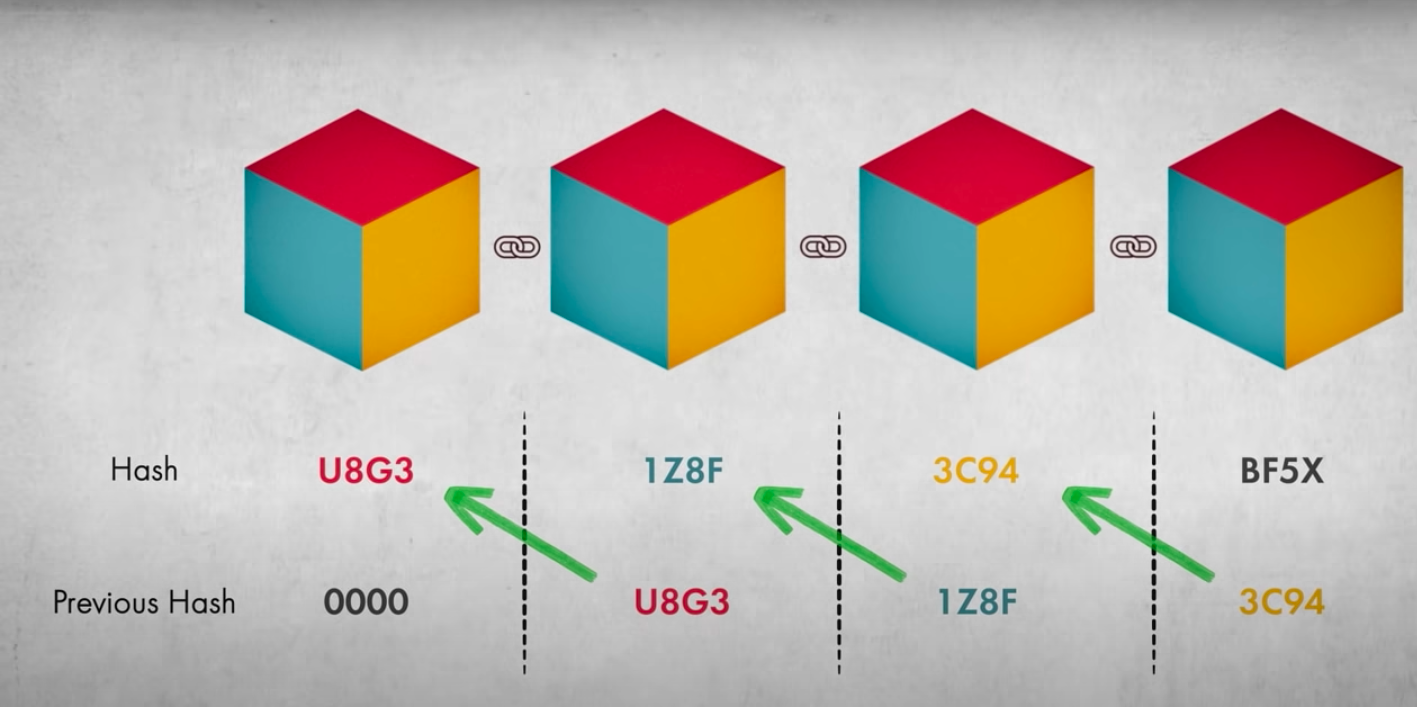 Hash U8G3 1Z8F 3C94 BF5X
Previous Hash 0000 U8G3 1Z8F 3C94